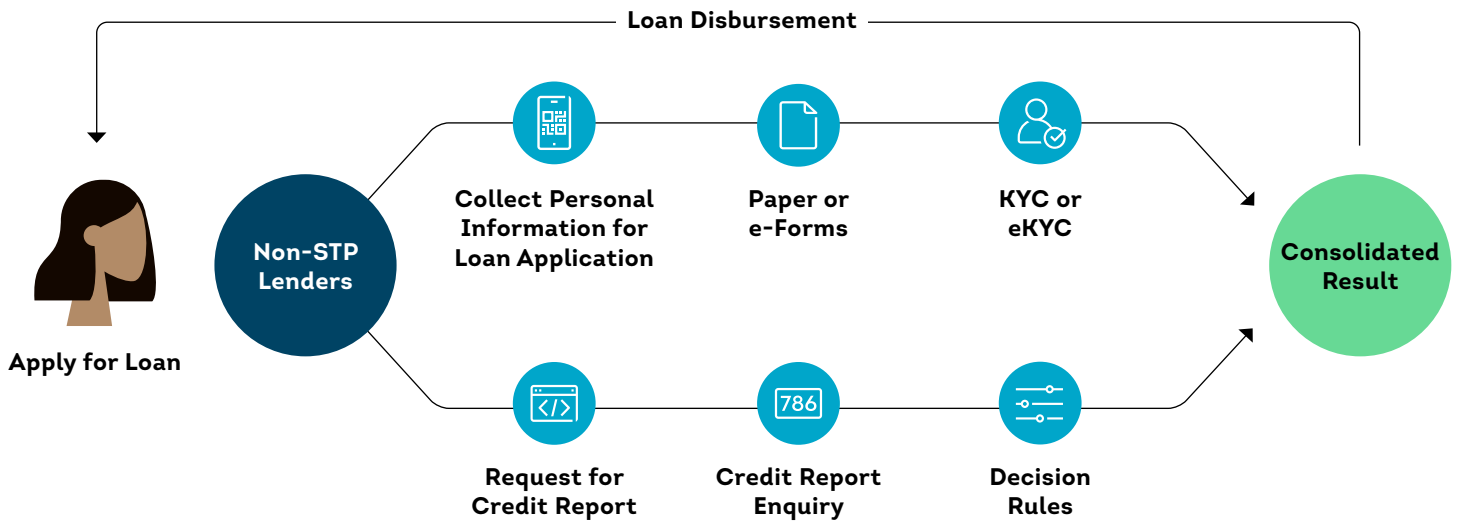 Loan Disbursement
Collect Personal
Information for
Loan Application
Paper or
e-Forms
KYC or
eKYC
Non-STP
Lenders
Consolidated
Result
Apply for Loan
</>
786
Request for
Credit Report
Credit Report
Enquiry
Decision
Rules